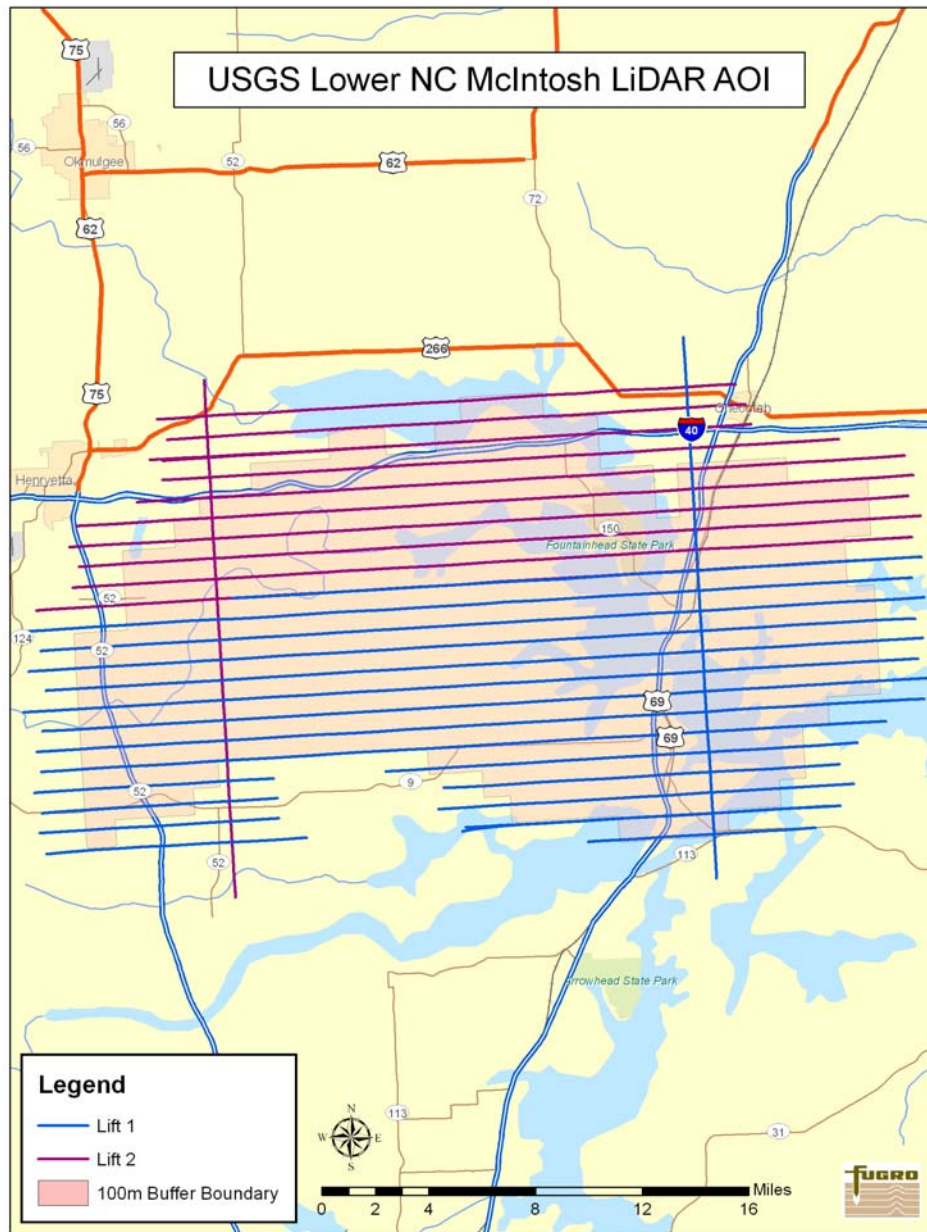 USGS Lower NC McIntosh LiDAR AOI
75
56
56
Okmulgee
52
62
72
62
266
75
40
Henryetta
150
Fountainhead State Park
52
124
52
69
69
9
52
52
113
Arrowhead State Park
Legend
Lift 1
Lift 2
100m Buffer Boundary
N
W E
S
113
31
Miles
0 2 4 8 12 16
FUGRO